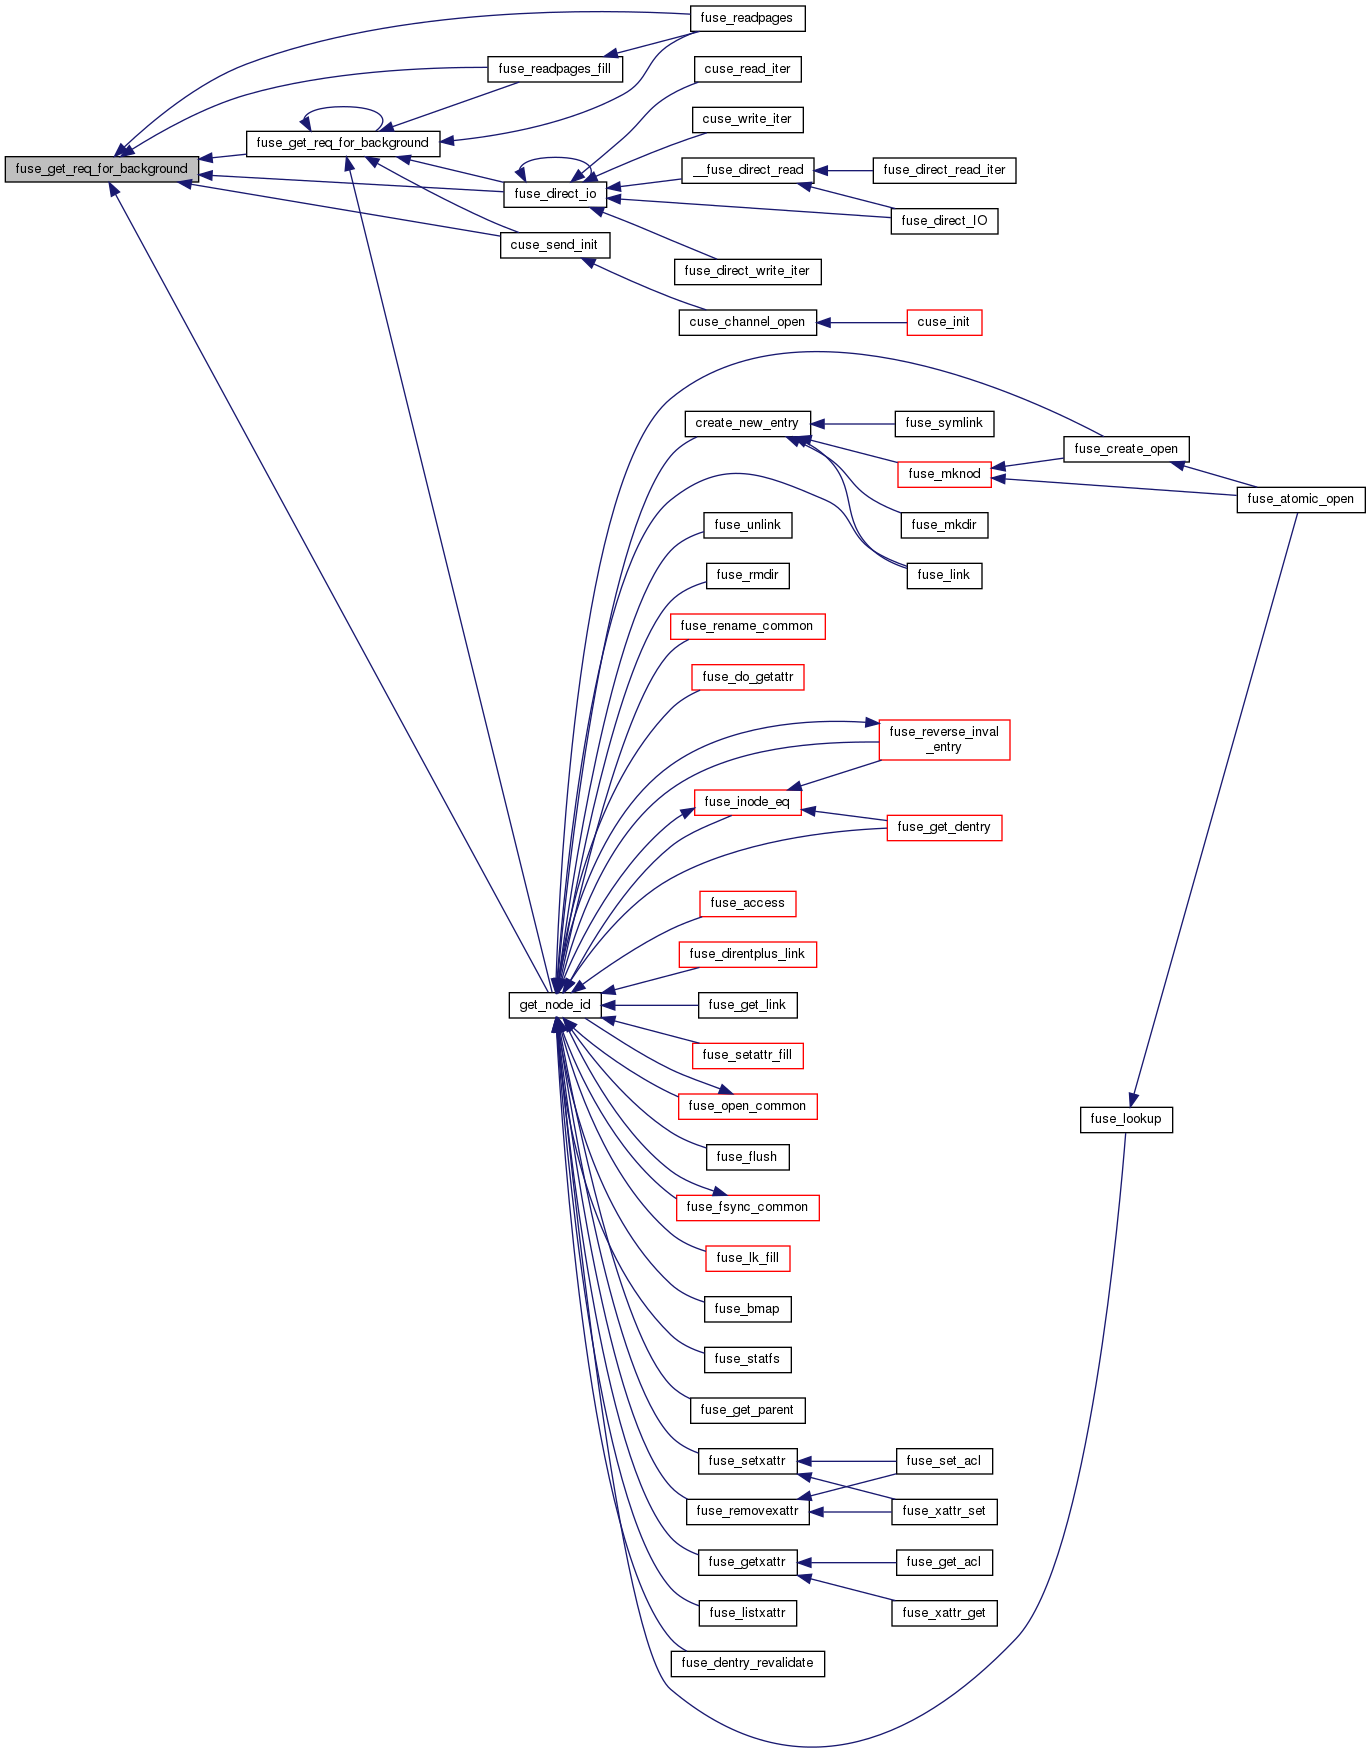 fuse_readpages
fuse_readpages_fill
cuse_read_iter
cuse_write_iter
fuse_get_req_for_background
fuse_get_req_for_background
__fuse_direct_read
fuse_direct_read_iter
fuse_direct_io
fuse_direct_IO
cuse_send_init
fuse_direct_write_iter
cuse_channel_open
cuse_init
create_new_entry
fuse_symlink
fuse_create_open
fuse_mknod
fuse_atomic_open
fuse_unlink
fuse_mkdir
fuse_rmdir
fuse_link
fuse_rename_common
fuse_do_getattr
fuse_reverse_inval
_entry
fuse_inode_eq
fuse_get_dentry
fuse_access
fuse_direntplus_link
get_node_id
fuse_get_link
fuse_setattr_fill
fuse_open_common
fuse_lookup
fuse_flush
fuse_fsync_common
fuse_lk_fill
fuse_bmap
fuse_statfs
fuse_get_parent
fuse_setxattr
fuse_set_acl
fuse_removexattr
fuse_xattr_set
fuse_getxattr
fuse_get_acl
fuse_listxattr
fuse_xattr_get
fuse_dentry_revalidate